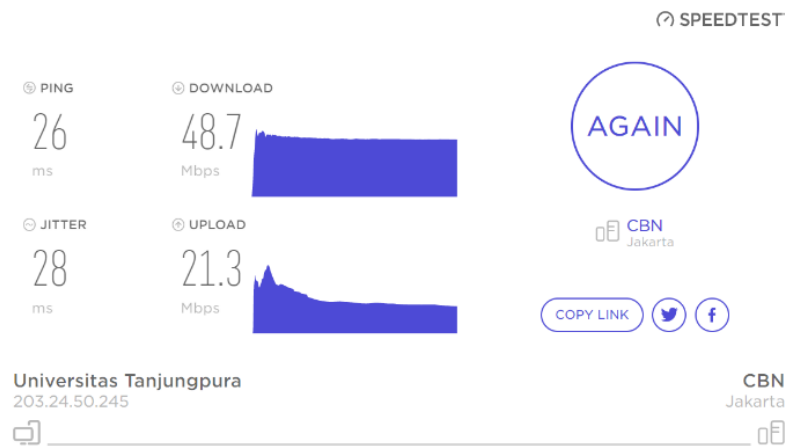 SPEEDTEST
PING
26
ms
DOWNLOAD
48.7
Mbps
JITTER
28
ms
UPLOAD
21.3
Mbps
AGAIN
CBN
Jakarta
COPY LINK
Universitas Tanjungpura
203.24.50.245
CBN
Jakarta